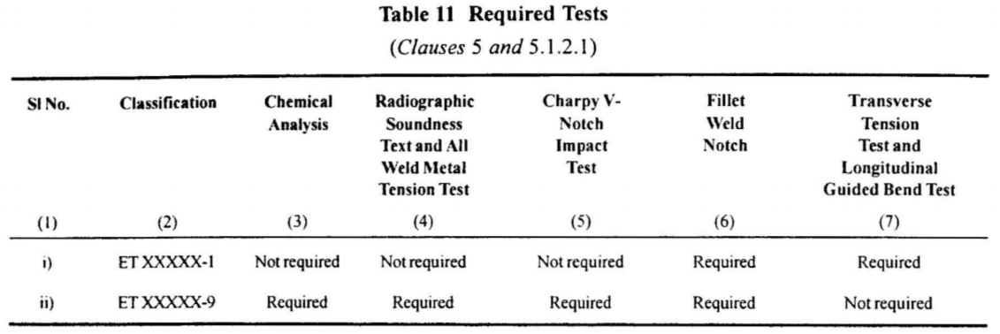 Table 11 Required Tests
(Clauses 5 and 5.1.2.1)
Sl No. Classification Chemical Analysis Radiographic Soundness Text and All Weld Metal Tension Test Charpy V-Notch Impact Test Fillet Weld Notch Transverse Tension Test and Longitudinal Guided Bend Test
(1) (2) (3) (4) (5) (6) (7)
i) ET XXXXX-1 Not required Not required Not required Required Required
ii) ET XXXXX-9 Required Required Required Required Not required